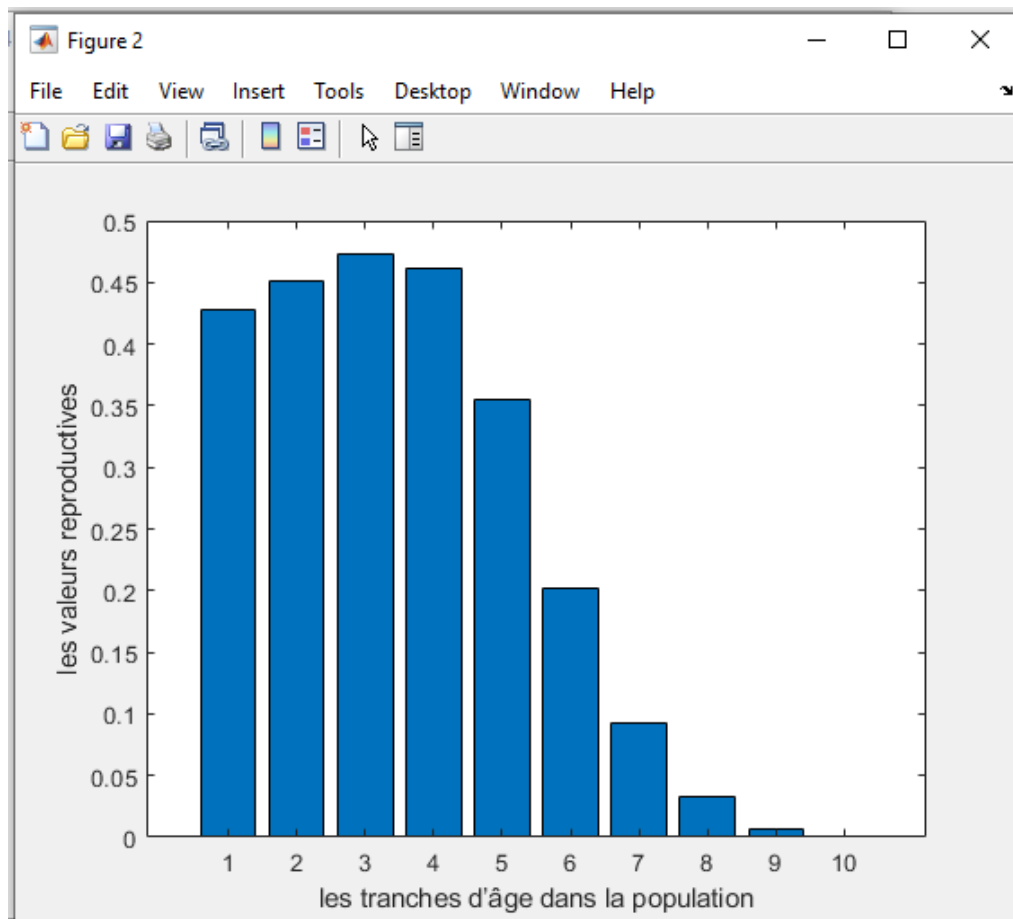 Figure 2
File Edit View Insert Tools Desktop Window Help
0.5
0.45
0.4
0.35
0.3
0.25
0.2
0.15
0.1
0.05
0
les valeurs reproductives
1 2 3 4 5 6 7 8 9 10
les tranches d'âge dans la population